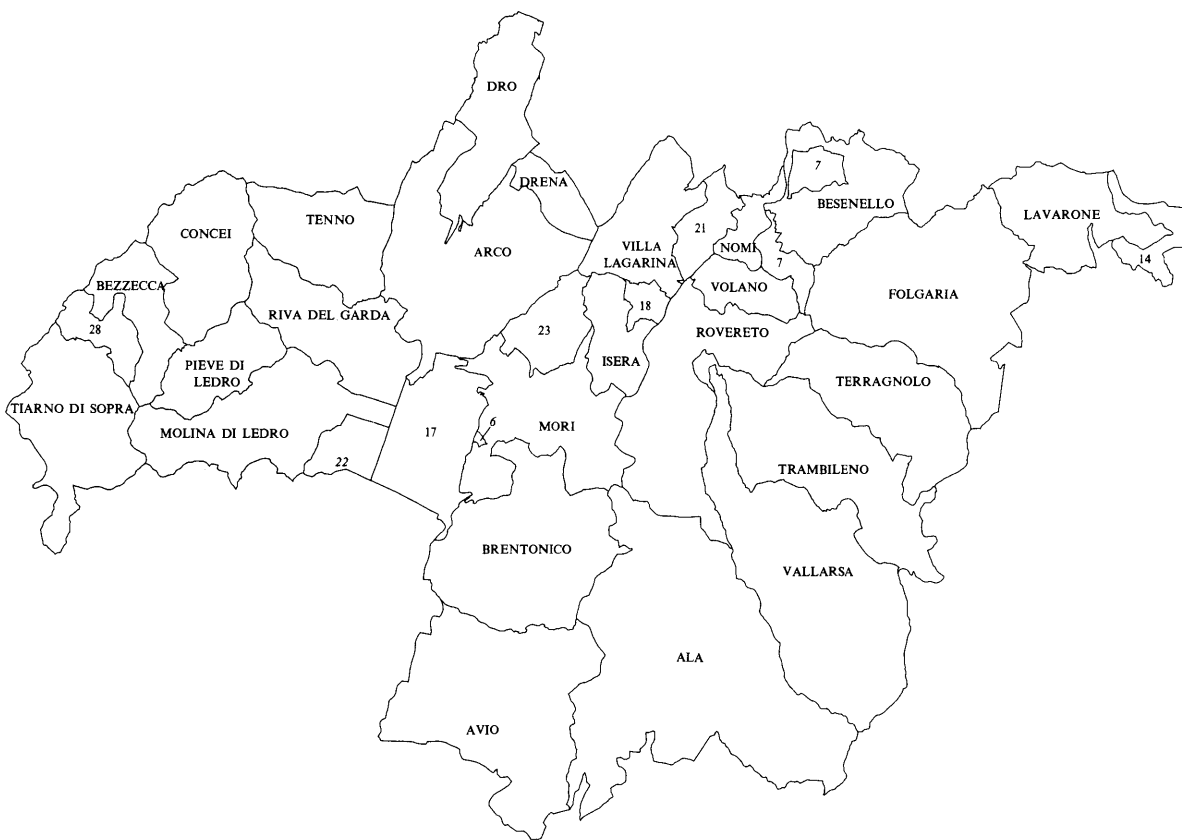 DRO
7
DRENA
BESENELLO
LAVARONE
TENNO
CONCEI
21
VILLA
LAGARINA
NOMI
ARCO
7
14
BEZZECCA
VOLANO
FOLGARIA
18
RIVA DEL GARDA
28
23
ROVERETO
PIEVE DI
LEDRO
ISERA
TERRAGNOLO
TIARNO DI SOPRA
6
MOLINA DI LEDRO
17
MORI
22
TRAMBILENO
BRENTONICO
VALLARSA
ALA
AVIO